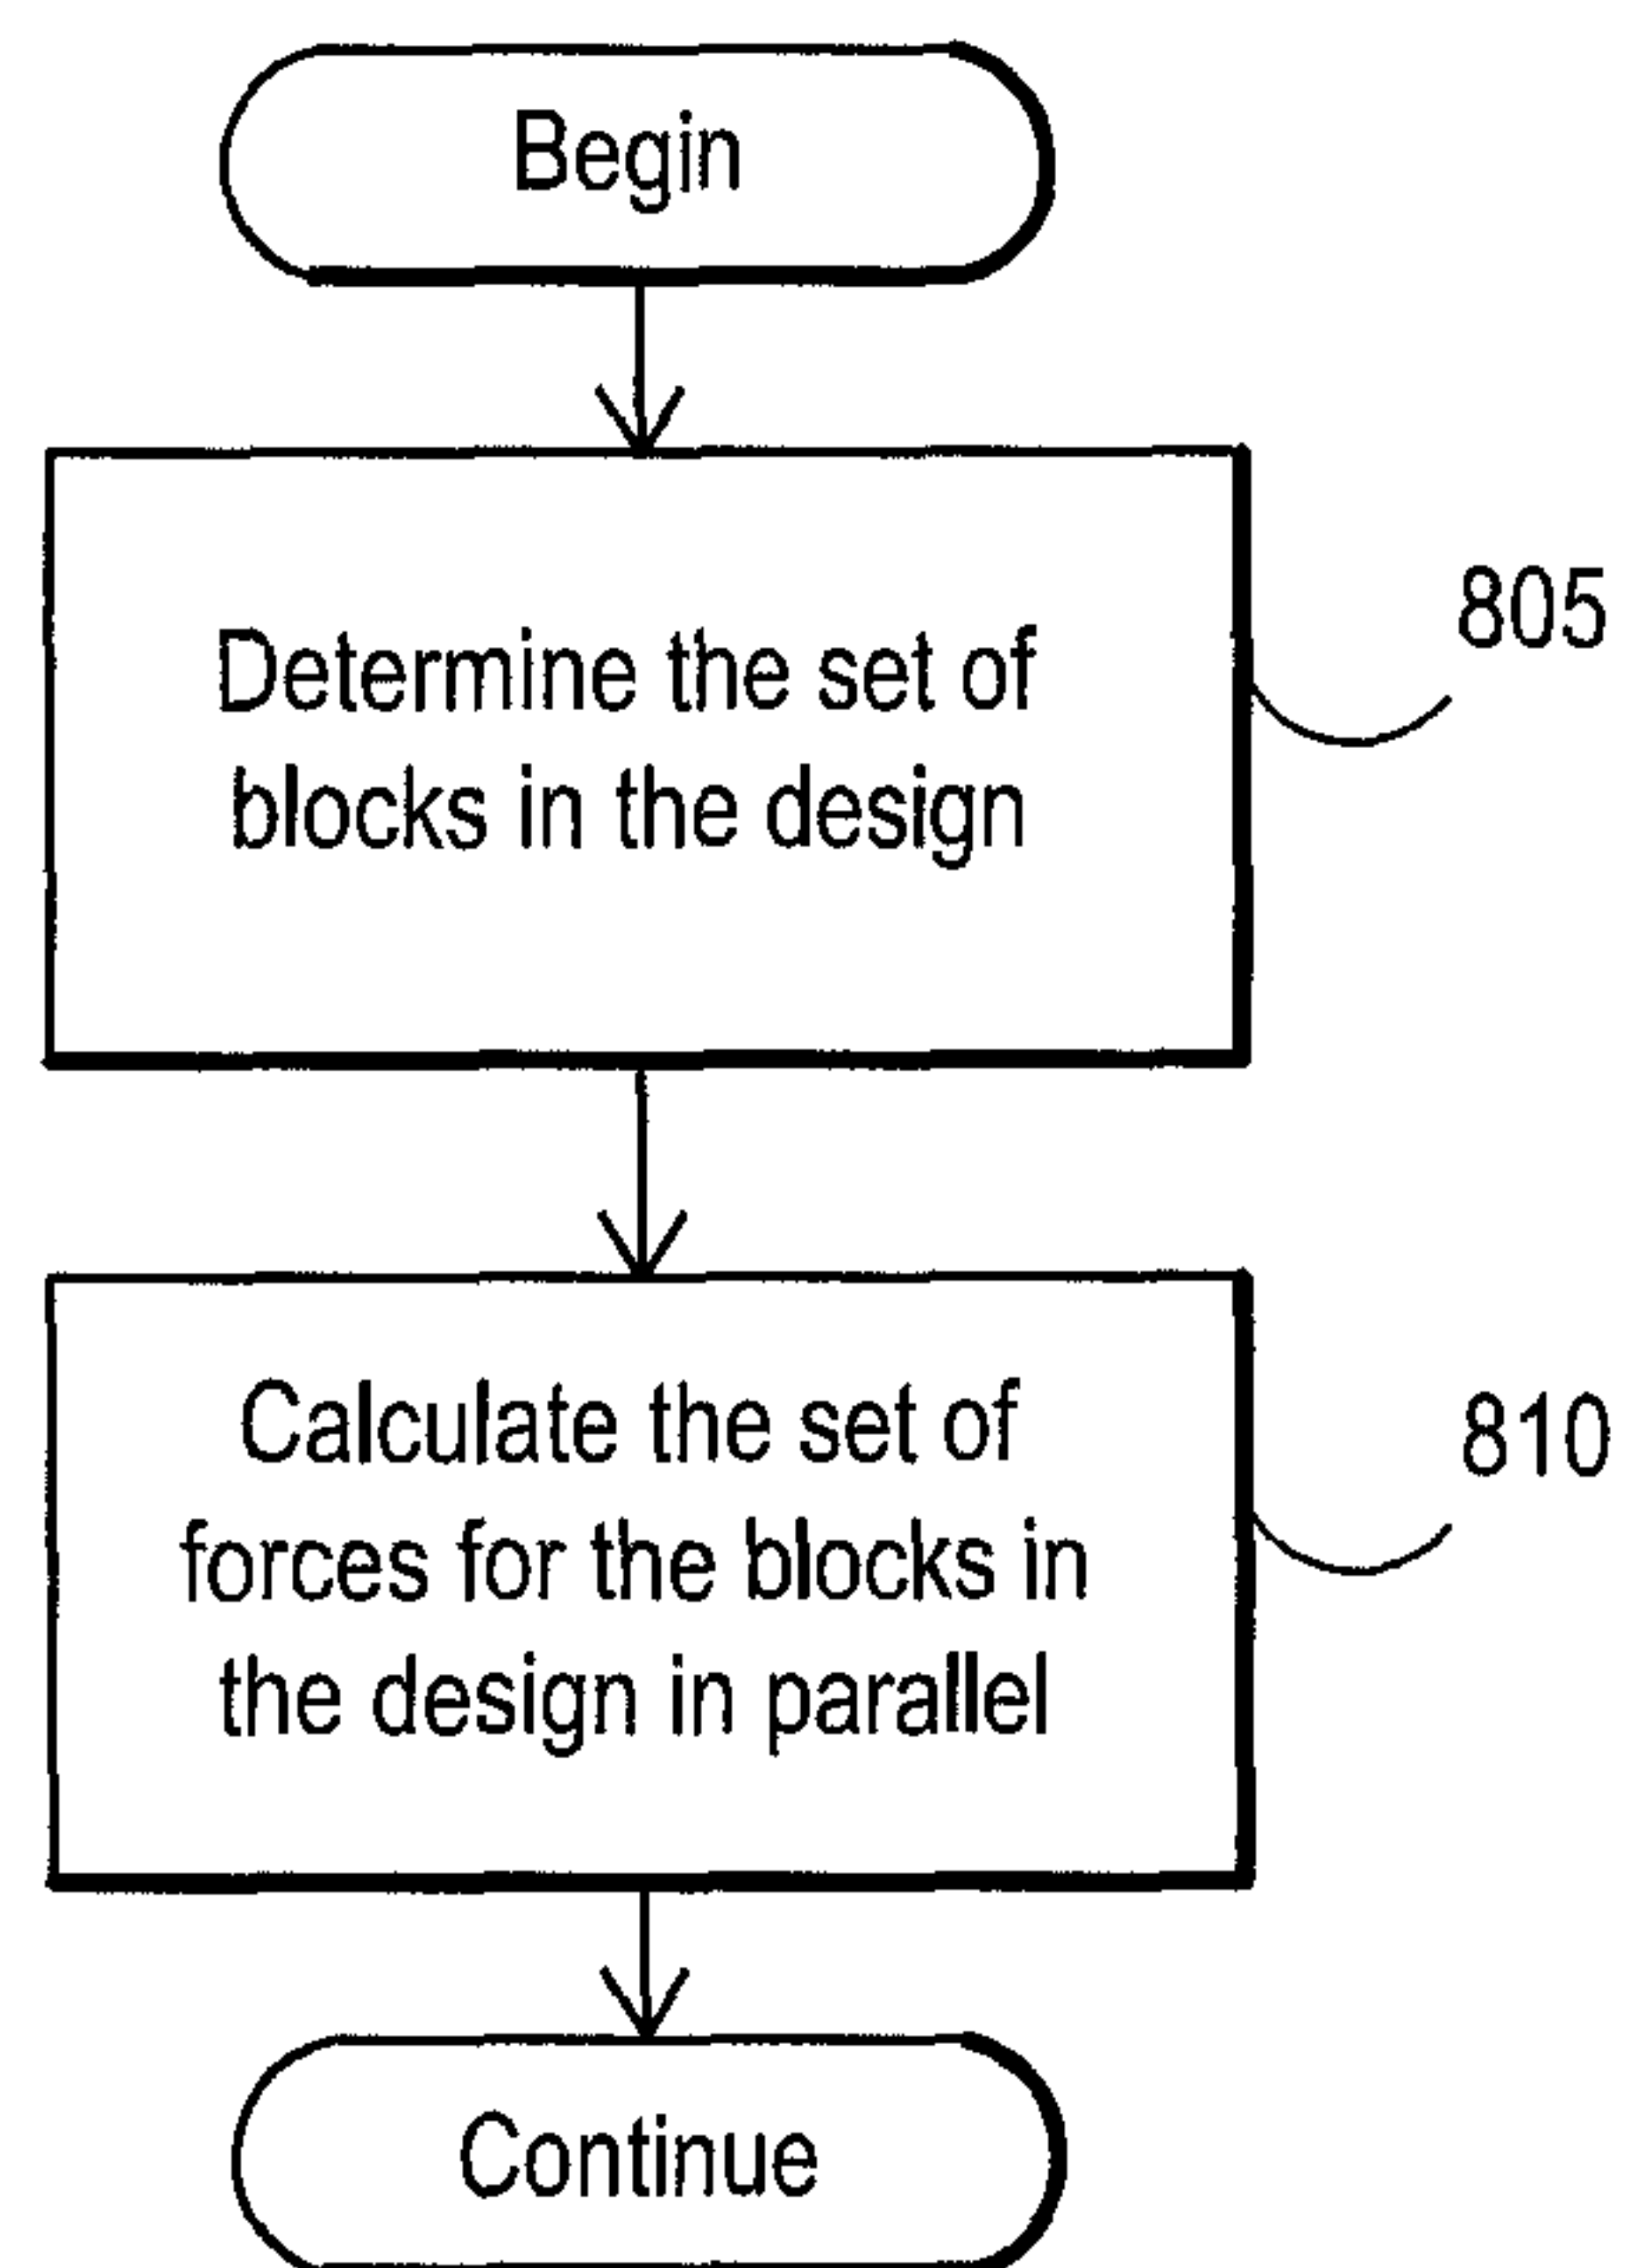 Begin
Determine the set of
blocks in the design
805
Calculate the set of
forces for the blocks in
the design in parallel
810
Continue